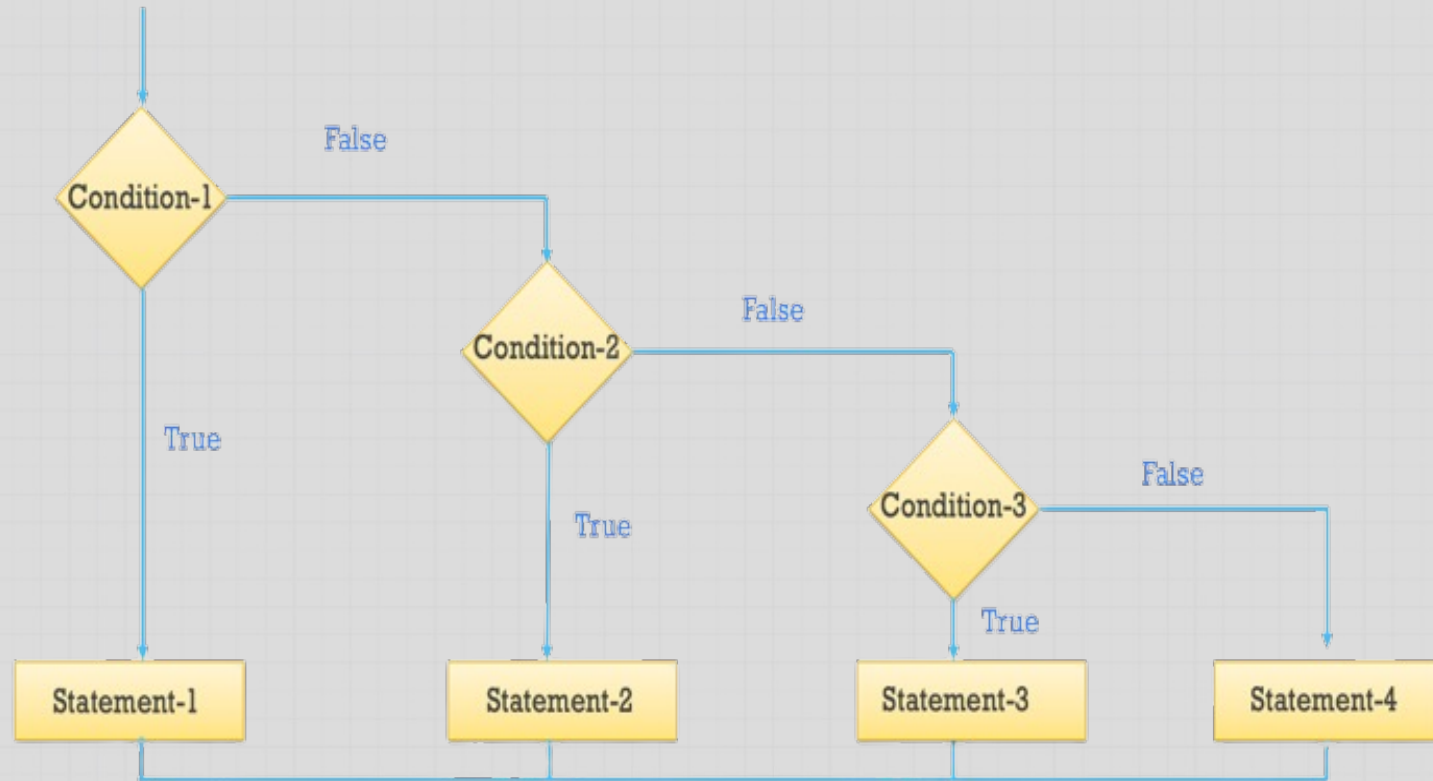 False
Condition-1
False
Condition-2
True
False
Condition-3
True
True
Statement-1
Statement-2
Statement-3
Statement-4